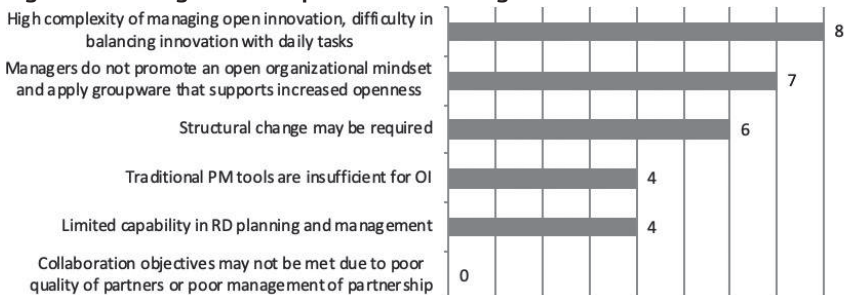 High complexity of managing open innovation, difficulty in
balancing innovation with daily tasks
8
Managers do not promote an open organizational mindset
and apply groupware that supports increased openness
7
Structural change may be required
6
Traditional PM tools are insufficient for OI
4
Limited capability in RD planning and management
4
Collaboration objectives may not be met due to poor
quality of partners or poor management of partnership
0